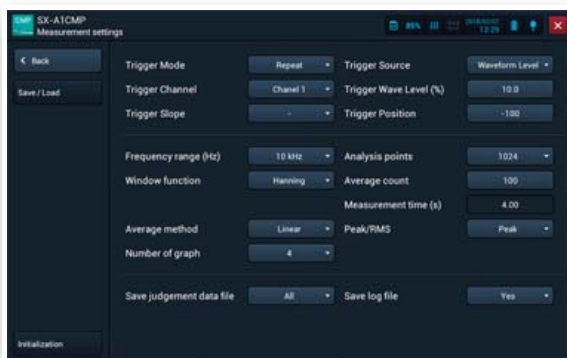 CMP SX-A1CMP
Measurement settings
85%
12:29
Back
Save / Load
Trigger Mode Repeat Trigger Source Waveform Level
Trigger Channel Chanel 1 Trigger Wave Level (%) 10.0
Trigger Slope - Trigger Position -100
Frequency range (Hz) 10 kHz Analysis points 1024
Window function Hanning Average count 100
Measurement time (s) 4.00
Average method Linear Peak/RMS Peak
Number of graph 4
Save judgement data file All Save log file Yes
Initialization